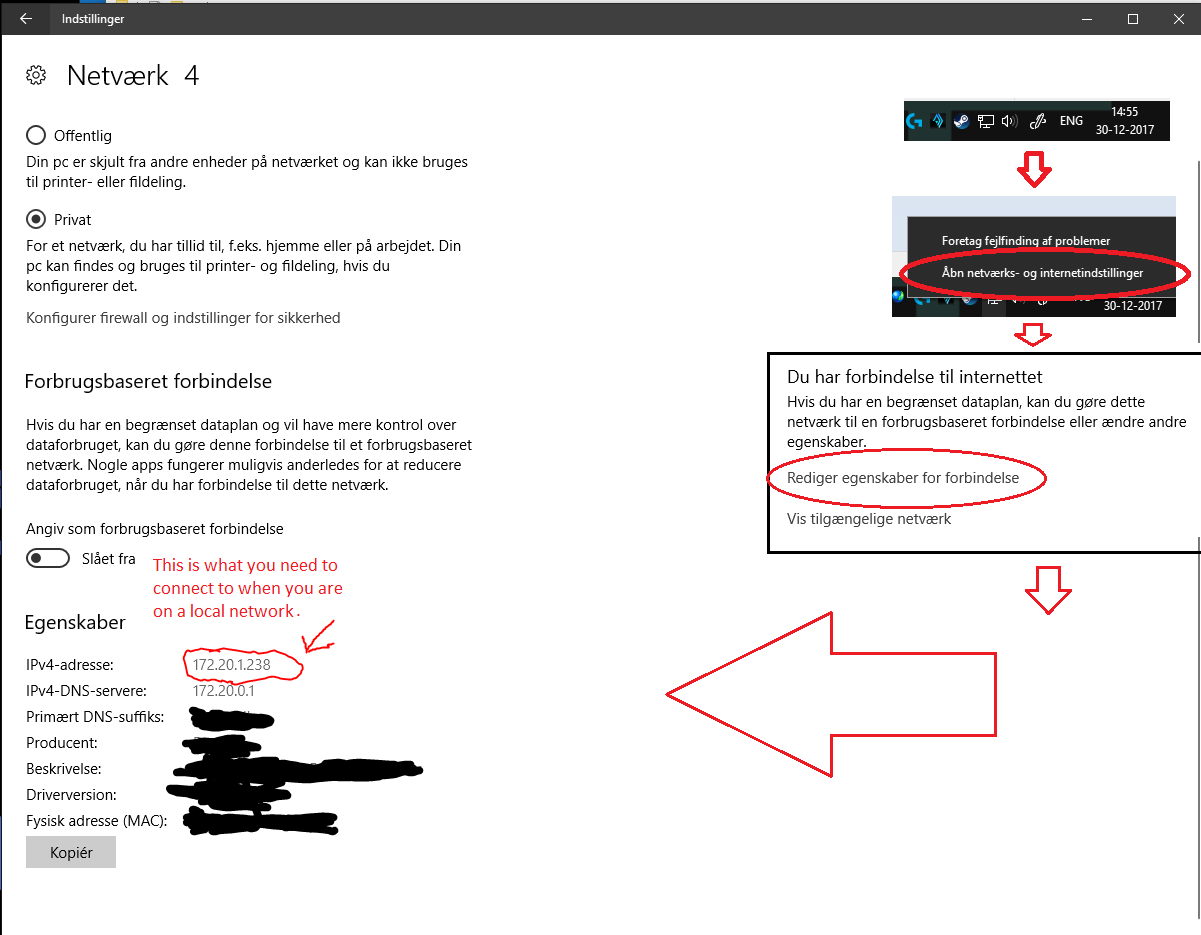 Indstillinger
Netværk 4
Offentlig
Din pc er skjult fra andre enheder på netværket og kan ikke bruges
til printer- eller fildeling.
Privat
For et netværk, du har tillid til, f.eks. hjemme eller på arbejdet. Din
pc kan findes og bruges til printer- og fildeling, hvis du
konfigurerer det.
Konfigurer firewall og indstillinger for sikkerhed
Forbrugsbaseret forbindelse
Hvis du har en begrænset dataplan og vil have mere kontrol over
dataforbruget, kan du gøre denne forbindelse til et forbrugsbaseret
netværk. Nogle apps fungerer muligvis anderledes for at reducere
dataforbruget, når du har forbindelse til dette netværk.
Angiv som forbrugsbaseret forbindelse
Slået fra
This is what you need to
connect to when you are
on a local network.
Egenskaber
IPv4-adresse: 172.20.1.238
IPv4-DNS-servere: 172.20.0.1
Primært DNS-suffiks:
Producent:
Beskrivelse:
Driverversion:
Fysisk adresse (MAC):
Kopiér
ENG
14:55
30-12-2017
Foretag fejlfinding af problemer
Åbn netværks- og internetindstillinger
30-12-2017
Du har forbindelse til internettet
Hvis du har en begrænset dataplan, kan du gøre dette
netværk til en forbrugsbaseret forbindelse eller ændre andre
egenskaber.
Rediger egenskaber for forbindelse
Vis tilgængelige netværk